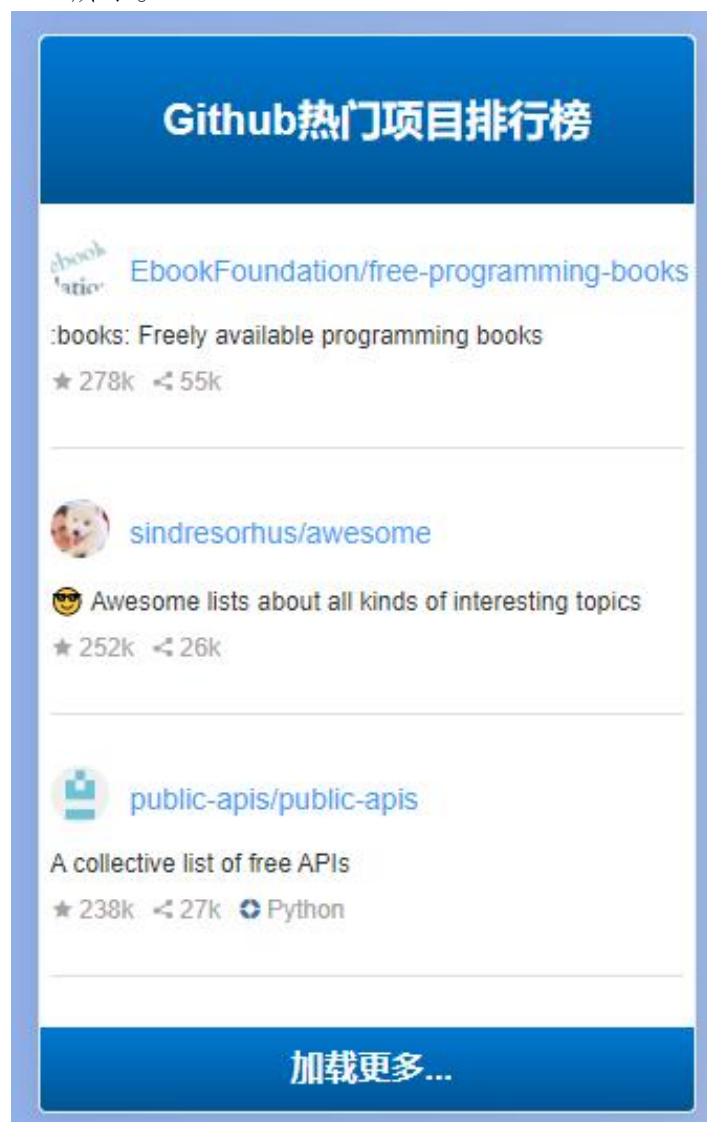 Github热门项目排行榜
ebook
EbookFoundation/free-programming-books
:books: Freely available programming books
278k 55k
sindresorhus/awesome
Awesome lists about all kinds of interesting topics
252k 26k
public-apis/public-apis
A collective list of free APIs
238k 27k Python
加载更多...